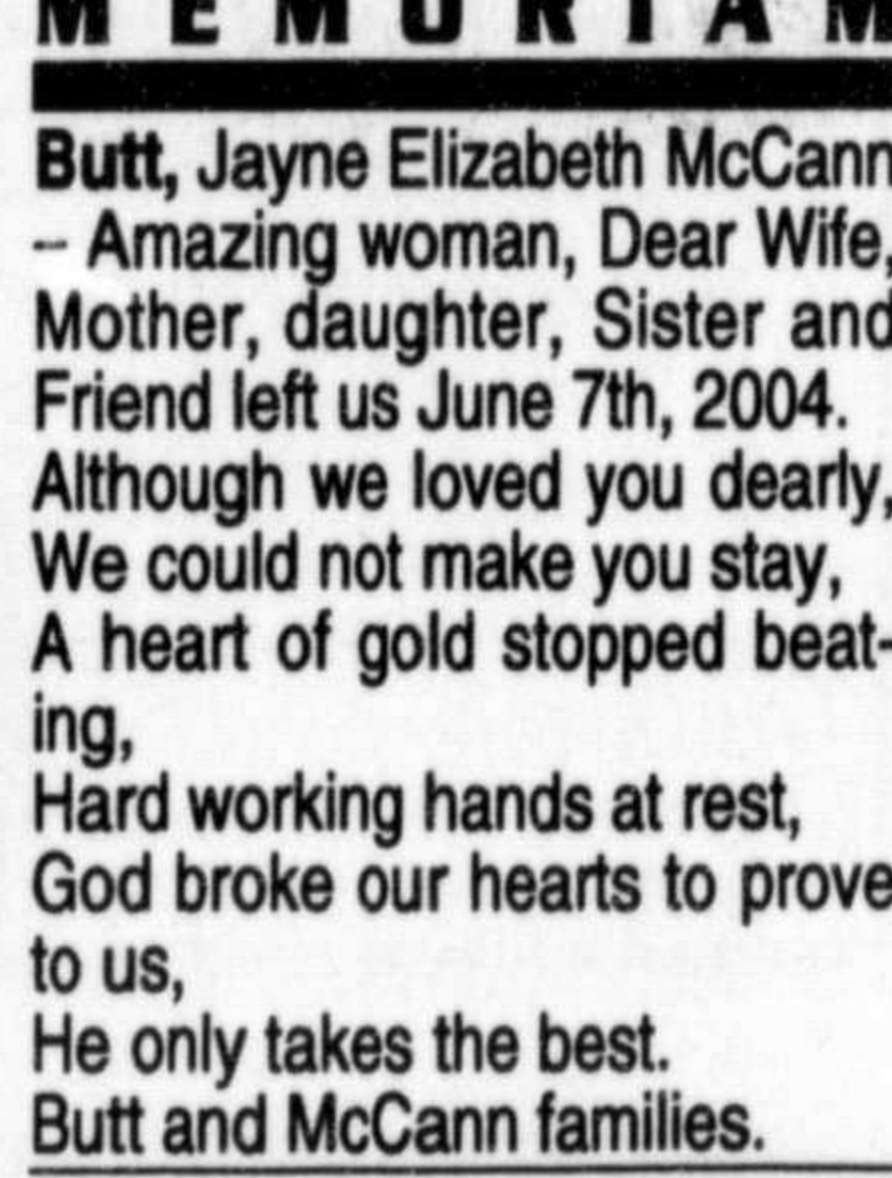 MEMORIAM
Butt, Jayne Elizabeth McCann
– Amazing woman, Dear Wife,
Mother, daughter, Sister and
Friend left us June 7th, 2004.
Although we loved you dearly,
We could not make you stay,
A heart of gold stopped beat-
ing,
Hard working hands at rest,
God broke our hearts to prove
to us,
He only takes the best.
Butt and McCann families.